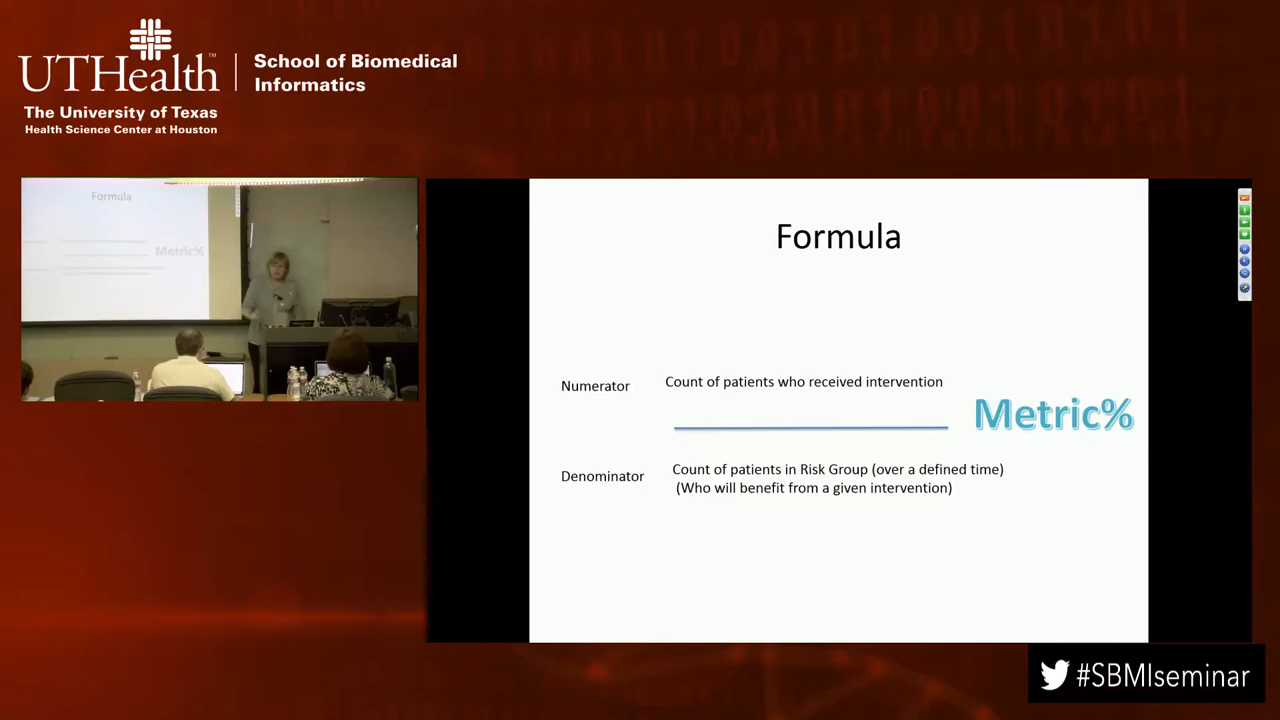 UTHealth™
The University of Texas
Health Science Center at Houston
School of Biomedical
Informatics
Formula
Metric%
Formula
Numerator
Count of patients who received intervention
Metric%
Denominator
Count of patients in Risk Group (over a defined time)
(Who will benefit from a given intervention)
#SBMIseminar